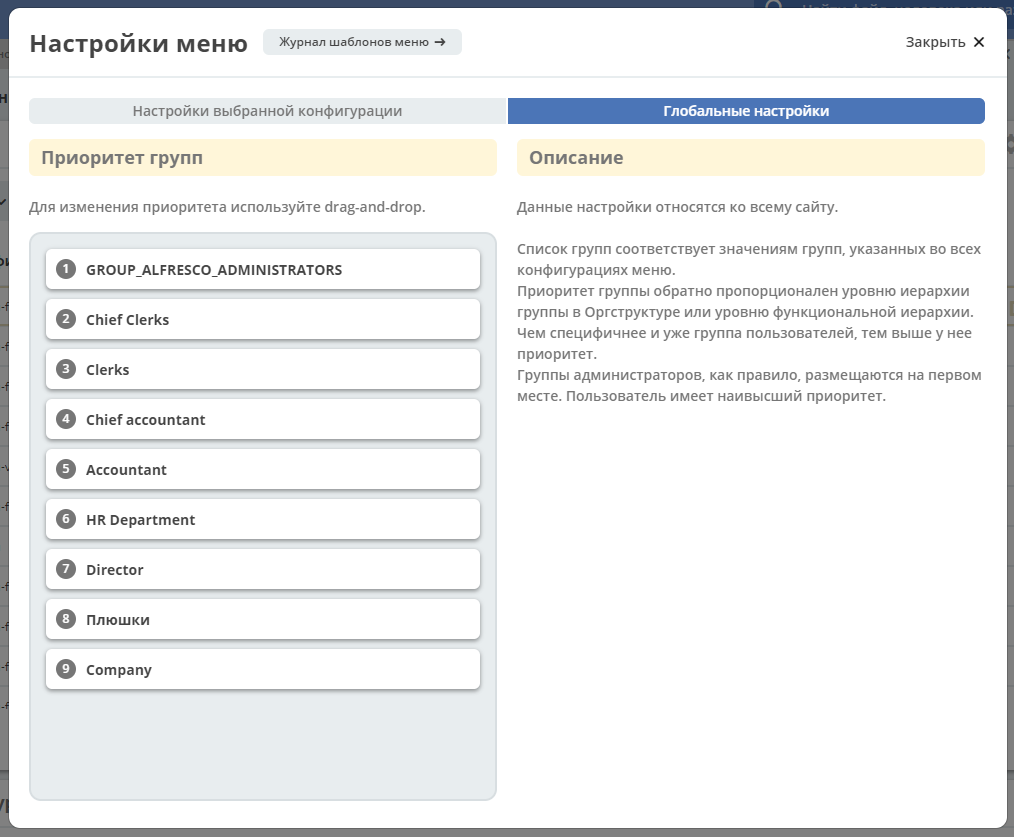 Настройки меню
Журнал шаблонов меню →
Закрыть ✕
Настройки выбранной конфигурации
Глобальные настройки
Приоритет групп
Для изменения приоритета используйте drag-and-drop.
1 GROUP_ALFRESCO_ADMINISTRATORS
2 Chief Clerks
3 Clerks
4 Chief accountant
5 Accountant
6 HR Department
7 Director
8 Плюшки
9 Company
Описание
Данные настройки относятся ко всему сайту.
Список групп соответствует значениям групп, указанных во всех
конфигурациях меню.
Приоритет группы обратно пропорционален уровню иерархии
группы в Оргструктуре или уровню функциональной иерархии.
Чем специфичнее и уже группа пользователей, тем выше у нее
приоритет.
Группы администраторов, как правило, размещаются на первом
месте. Пользователь имеет наивысший приоритет.